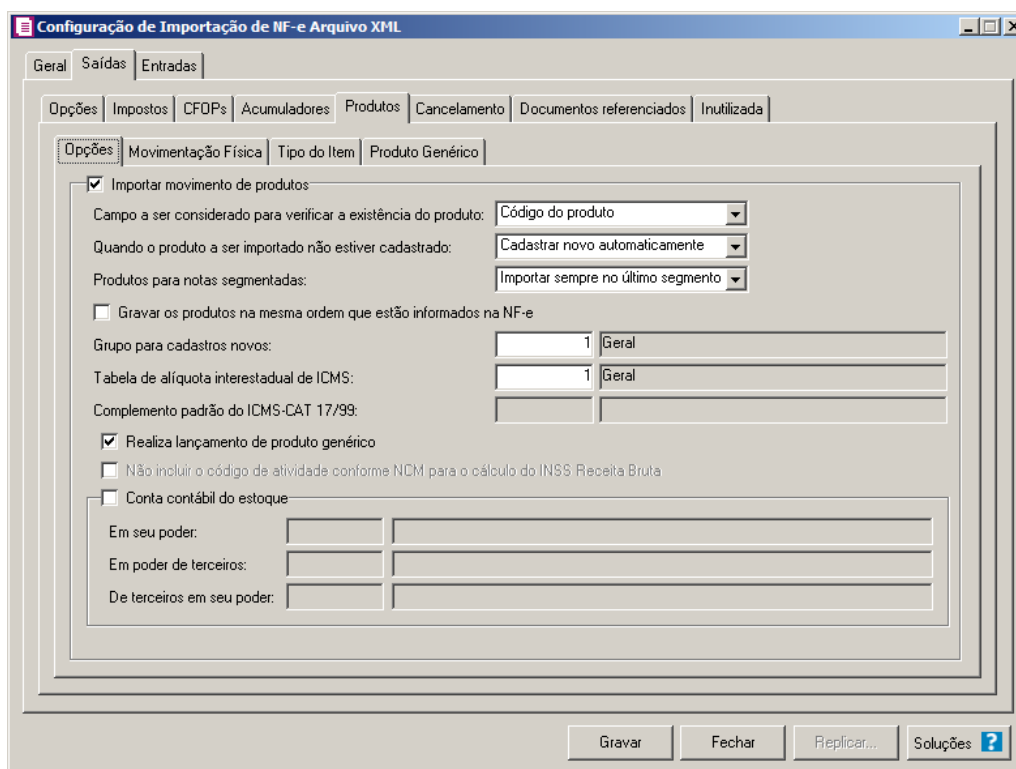 Configuração de Importação de NF-e Arquivo XML
Geral Saídas Entradas
Opções Impostos CFOPs Acumuladores Produtos Cancelamento Documentos referenciados Inutilizada
Opções Movimentação Física Tipo do Item Produto Genérico
Importar movimento de produtos
Campo a ser considerado para verificar a existência do produto: Código do produto
Quando o produto a ser importado não estiver cadastrado: Cadastrar novo automaticamente
Produtos para notas segmentadas: Importar sempre no último segmento
Gravar os produtos na mesma ordem que estão informados na NF-e
Grupo para cadastros novos: 1 Geral
Tabela de alíquota interestadual de ICMS: 1 Geral
Complemento padrão do ICMS-CAT 17/99:
Realiza lançamento de produto genérico
Não incluir o código de atividade conforme NCM para o cálculo do INSS Receita Bruta
Conta contábil do estoque
Em seu poder:
Em poder de terceiros:
De terceiros em seu poder:
Gravar Fechar Replicar... Soluções ?